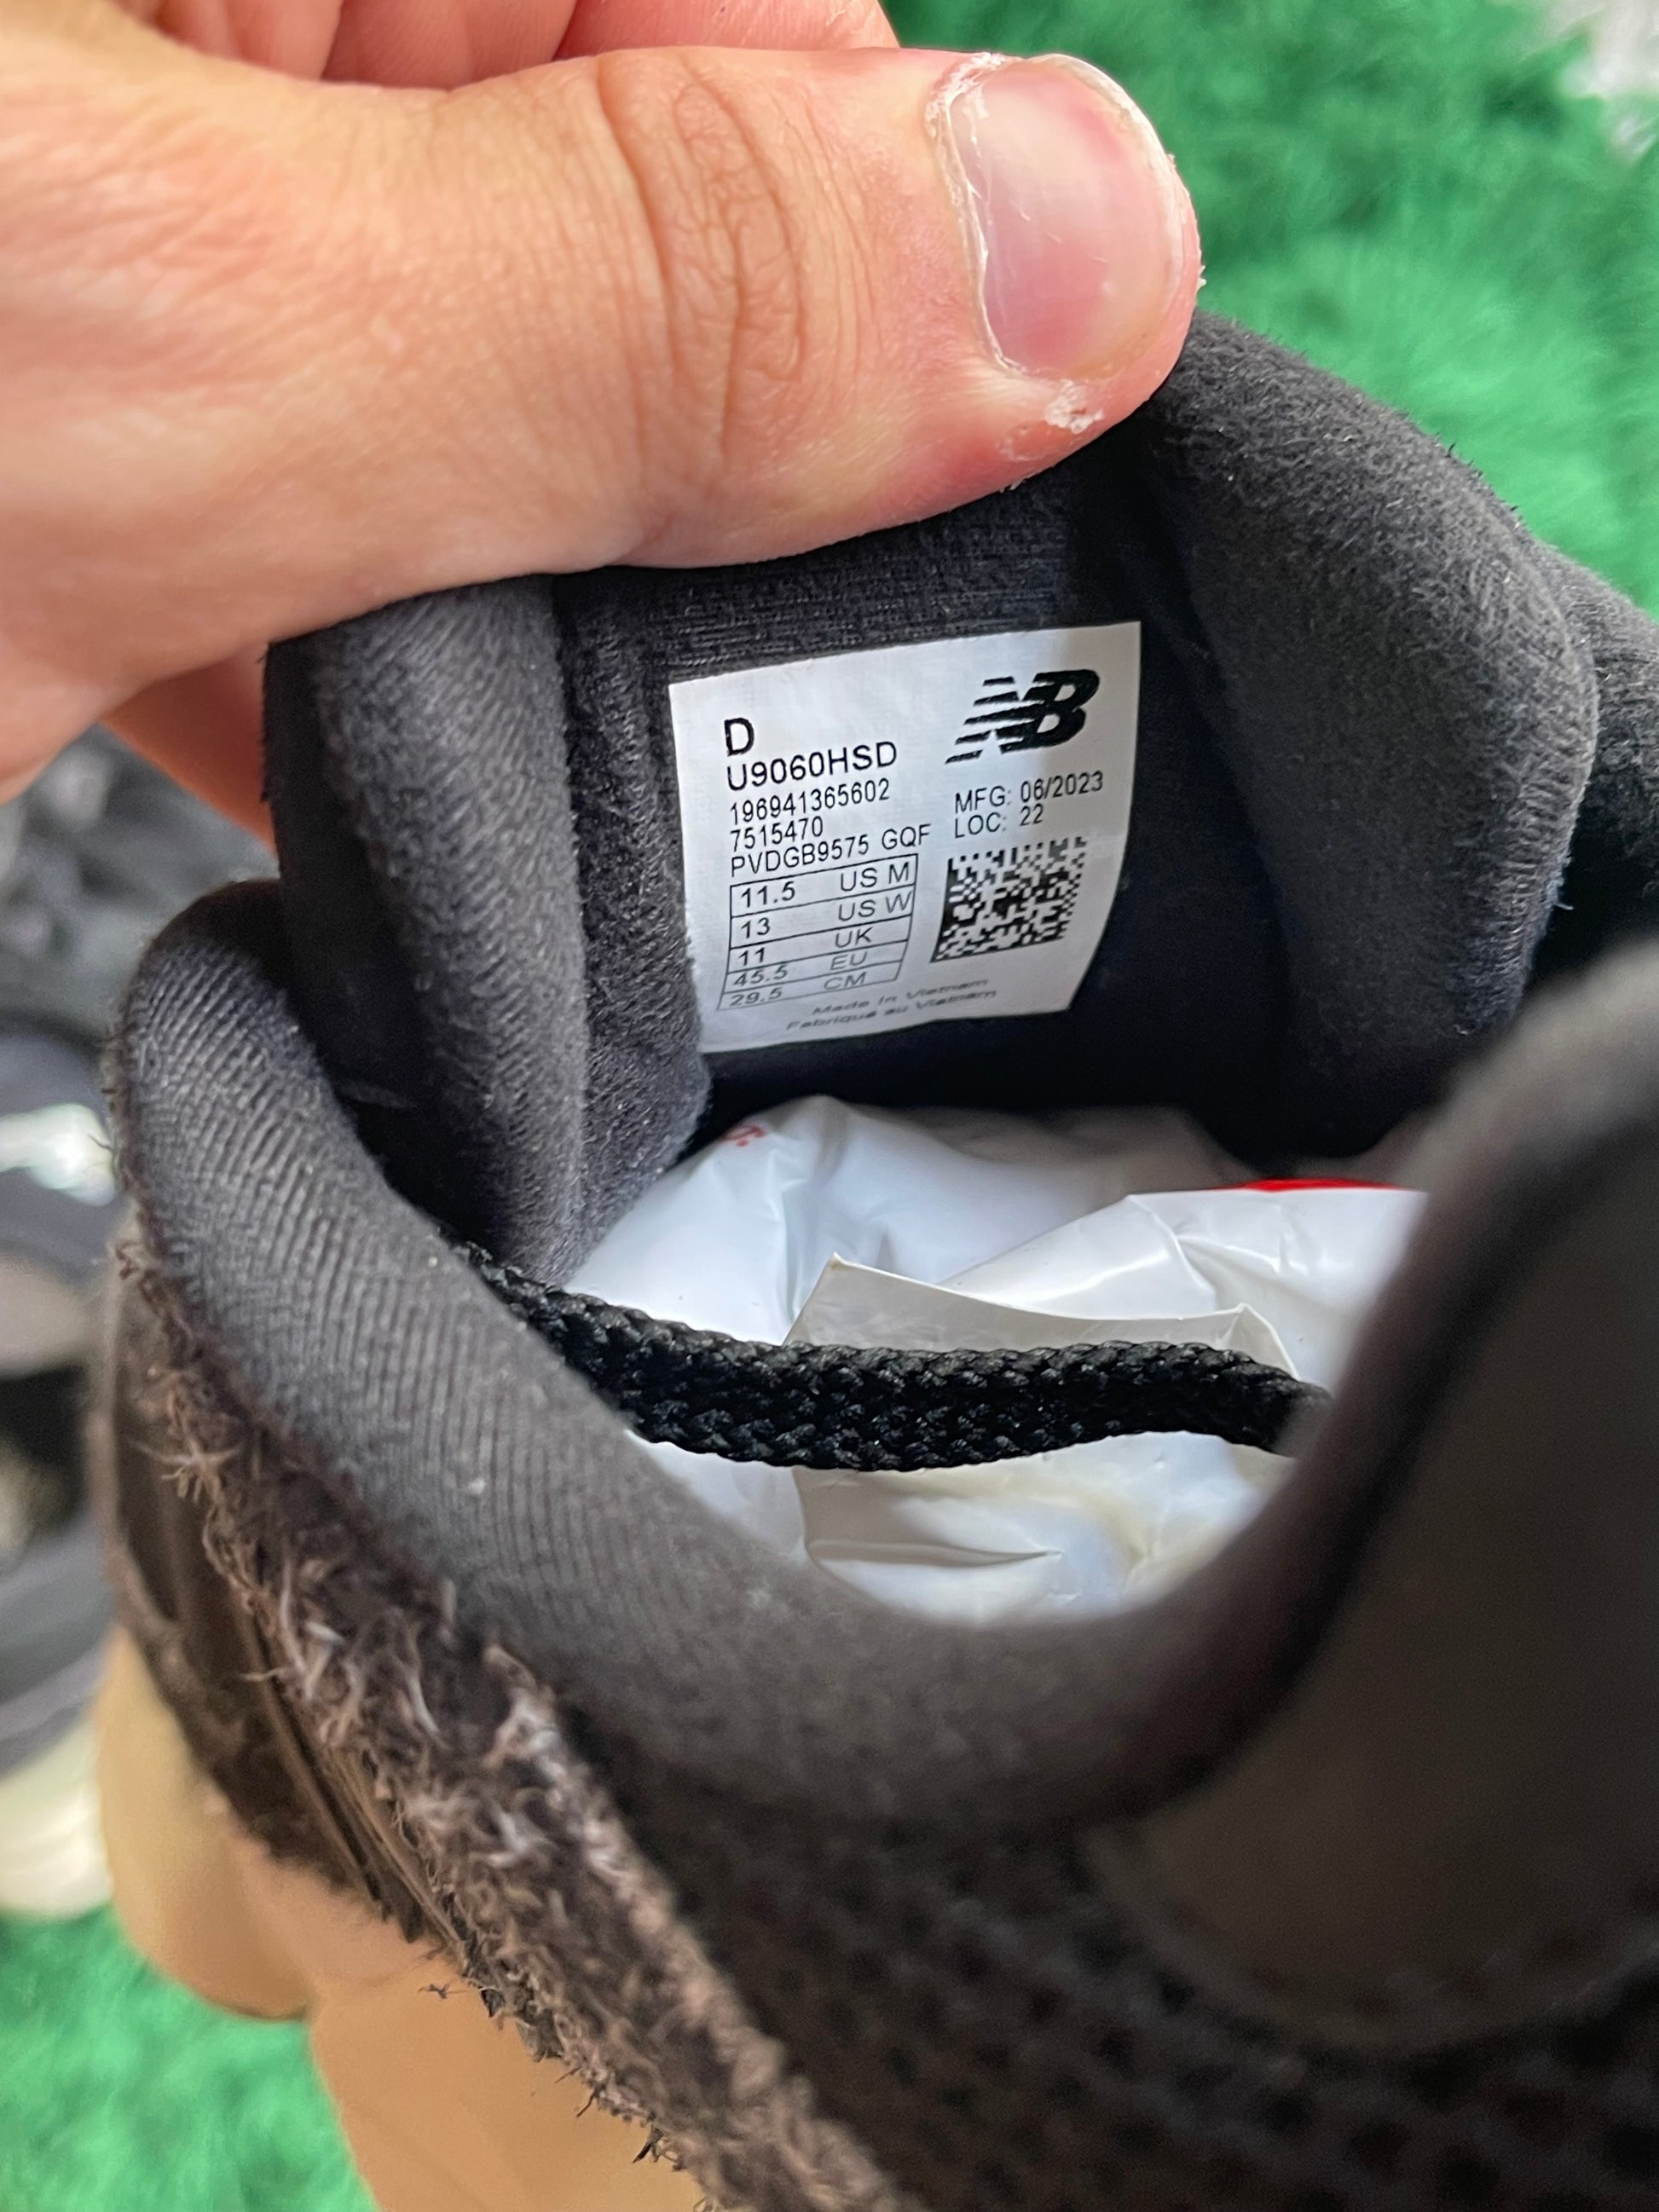 D
U9060HSD
196941365602
7515470
PVDGB9575 GQF
11.5 US M
13 US W
11 UK
45.5 EU
29.5 CM
NB
MFG: 06/2023
LOC: 22
Made in Vietnam
Fabriqué au Vietnam